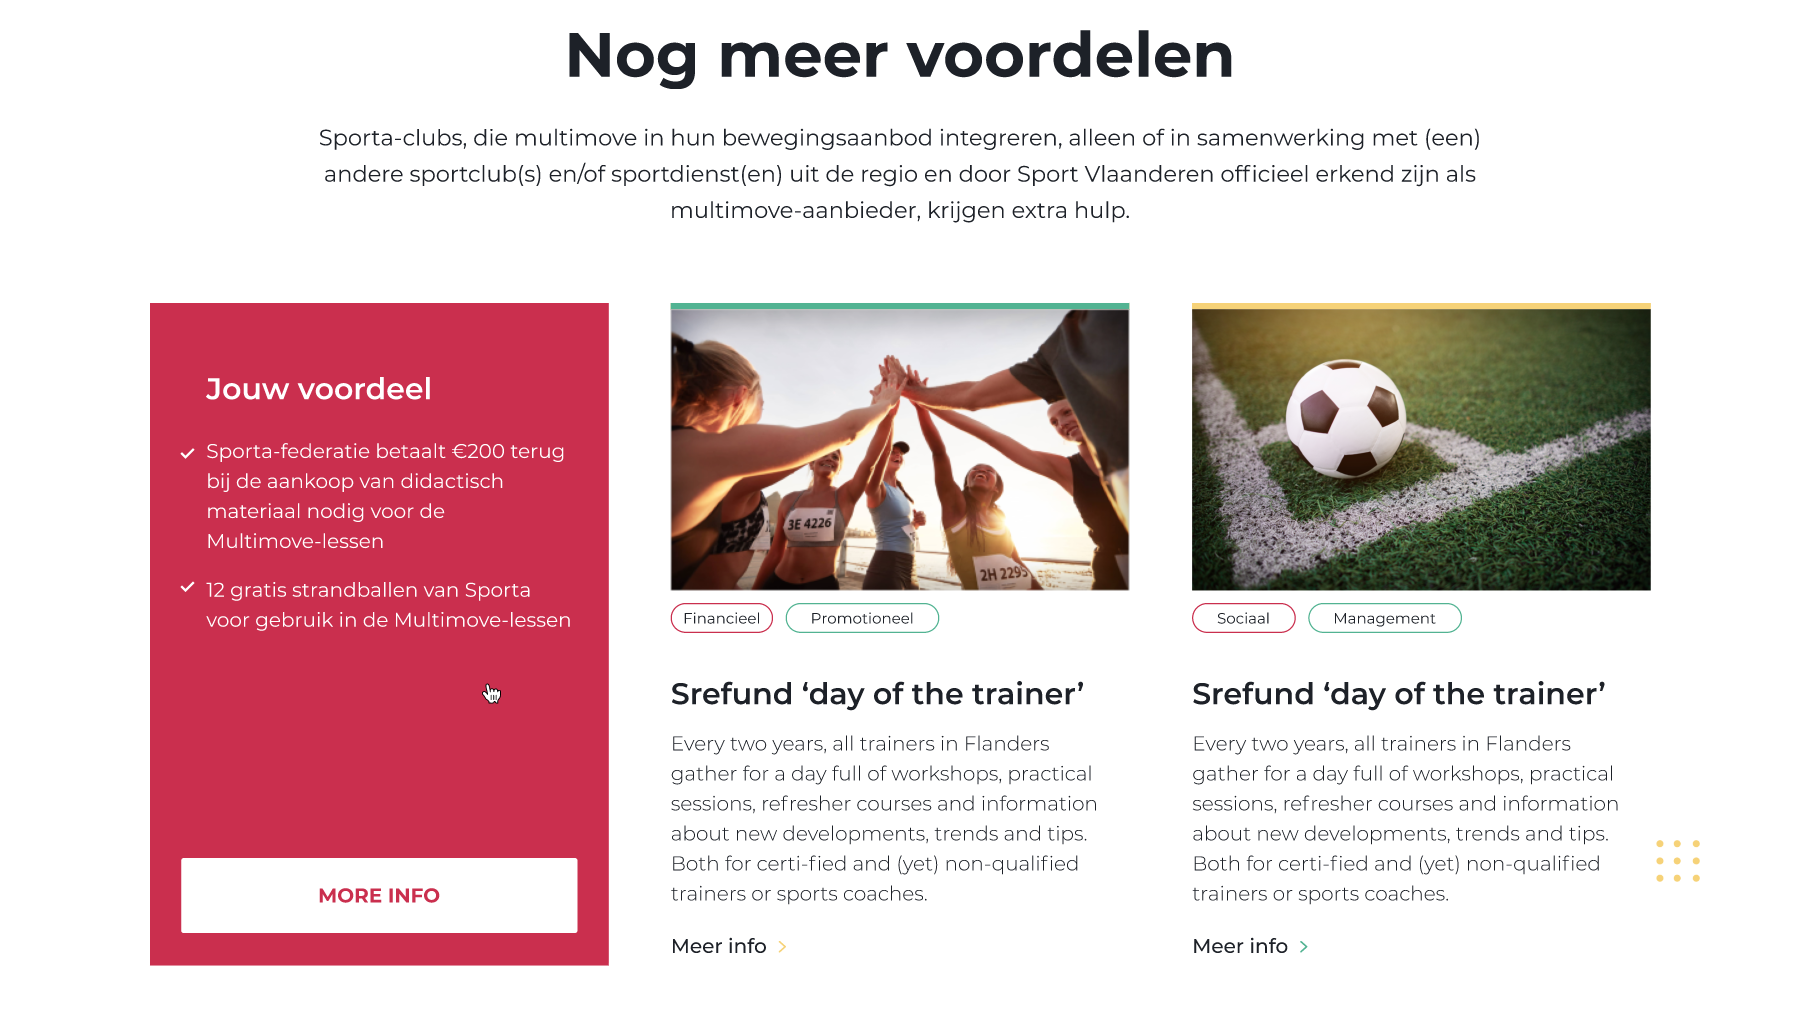 Nog meer voordelen
Sporta-clubs, die multimove in hun bewegingsaanbod integreren, alleen of in samenwerking met (een)
andere sportclub(s) en/of sportdienst(en) uit de regio en door Sport Vlaanderen officieel erkend zijn als
multimove-aanbieder, krijgen extra hulp.
Jouw voordeel
Sporta-federatie betaalt €200 terug
bij de aankoop van didactisch
materiaal nodig voor de
Multimove-lessen
12 gratis strandballen van Sporta
voor gebruik in de Multimove-lessen
MORE INFO
3E 4226
2H 2295
Financieel
Promotioneel
Srefund ‘day of the trainer’
Every two years, all trainers in Flanders
gather for a day full of workshops, practical
sessions, refresher courses and information
about new developments, trends and tips.
Both for certi-fied and (yet) non-qualified
trainers or sports coaches.
Meer info
Sociaal
Management
Srefund ‘day of the trainer’
Every two years, all trainers in Flanders
gather for a day full of workshops, practical
sessions, refresher courses and information
about new developments, trends and tips.
Both for certi-fied and (yet) non-qualified
trainers or sports coaches.
Meer info